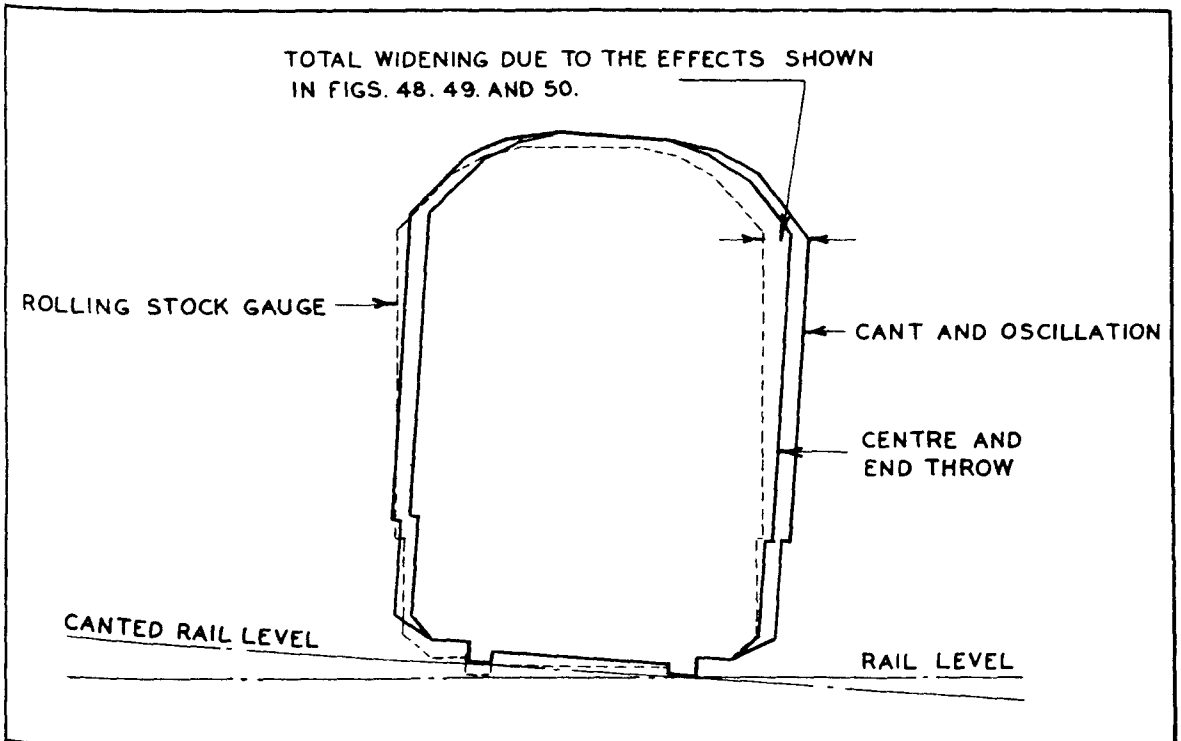 TOTAL WIDENING DUE TO THE EFFECTS SHOWN
IN FIGS. 48. 49. AND 50.
ROLLING STOCK GAUGE
CANT AND OSCILLATION
CENTRE AND
END THROW
CANTED RAIL LEVEL
RAIL LEVEL